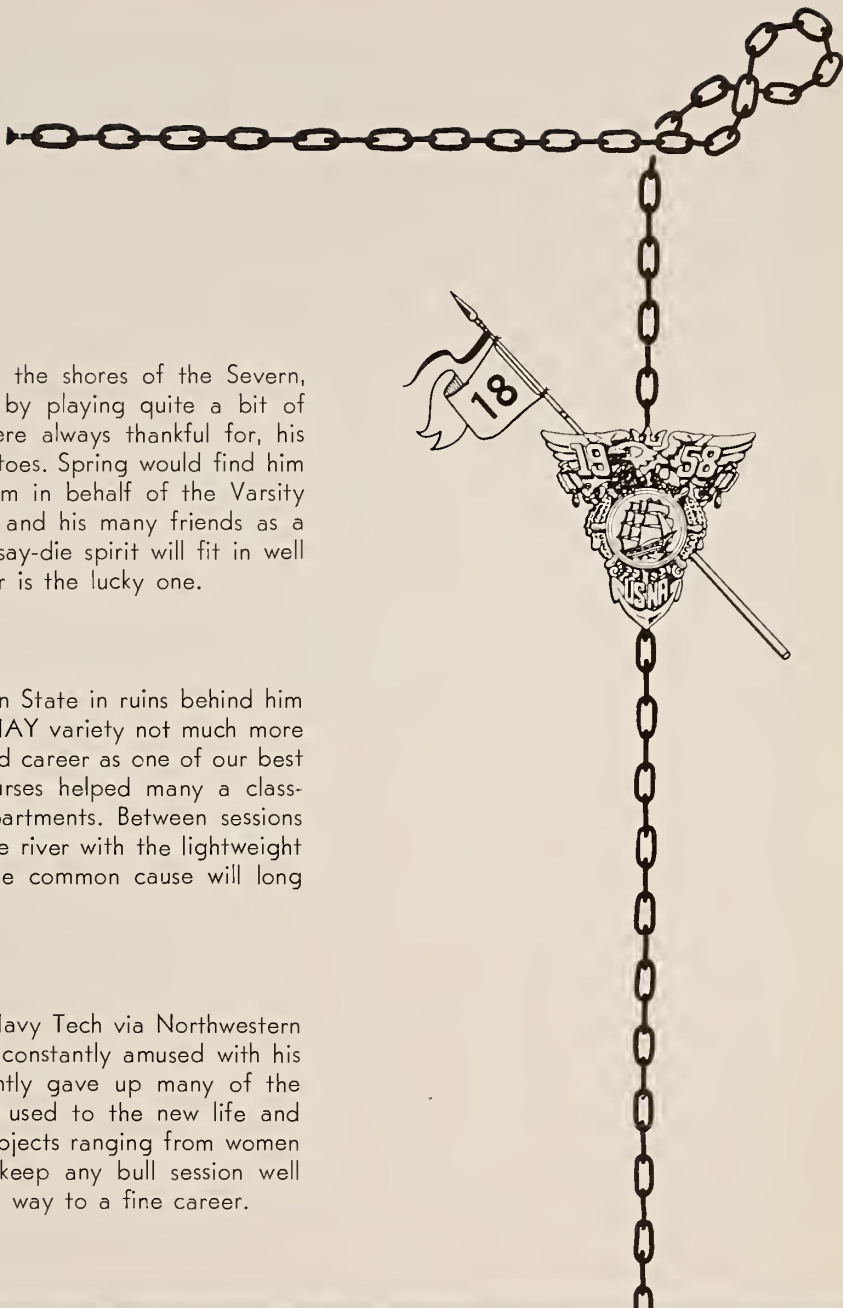 18
19 58
USNA
the shores of the Severn,
by playing quite a bit of
ere always thankful for, his
toes. Spring would find him
m in behalf of the Varsity
and his many friends as a
say-die spirit will fit in well
r is the lucky one.
n State in ruins behind him
AY variety not much more
d career as one of our best
urses helped many a class-
artments. Between sessions
e river with the lightweight
e common cause will long
avy Tech via Northwestern
constantly amused with his
ntly gave up many of the
used to the new life and
bjects ranging from women
keep any bull session well
way to a fine career.